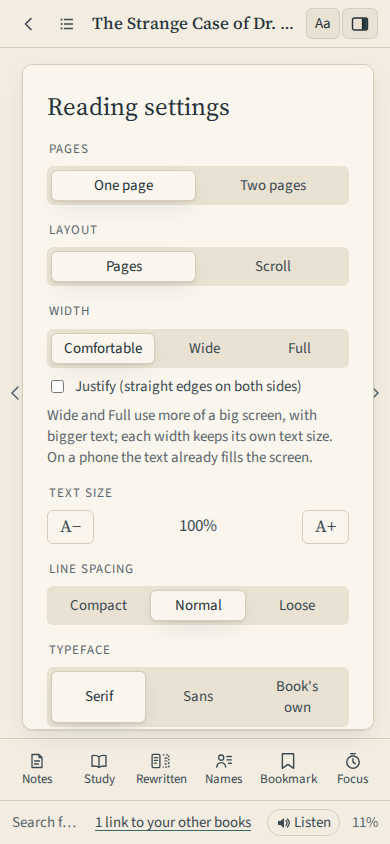 The Strange Case of Dr. ...
Aa
Reading settings
PAGES
One page
Two pages
LAYOUT
Pages
Scroll
WIDTH
Comfortable
Wide
Full
Justify (straight edges on both sides)
Wide and Full use more of a big screen, with
bigger text; each width keeps its own text size.
On a phone the text already fills the screen.
TEXT SIZE
A−
100%
A+
LINE SPACING
Compact
Normal
Loose
TYPEFACE
Serif
Sans
Book's
own
Notes
Study
Rewritten
Names
Bookmark
Focus
Search f...
1 link to your other books
Listen
11%